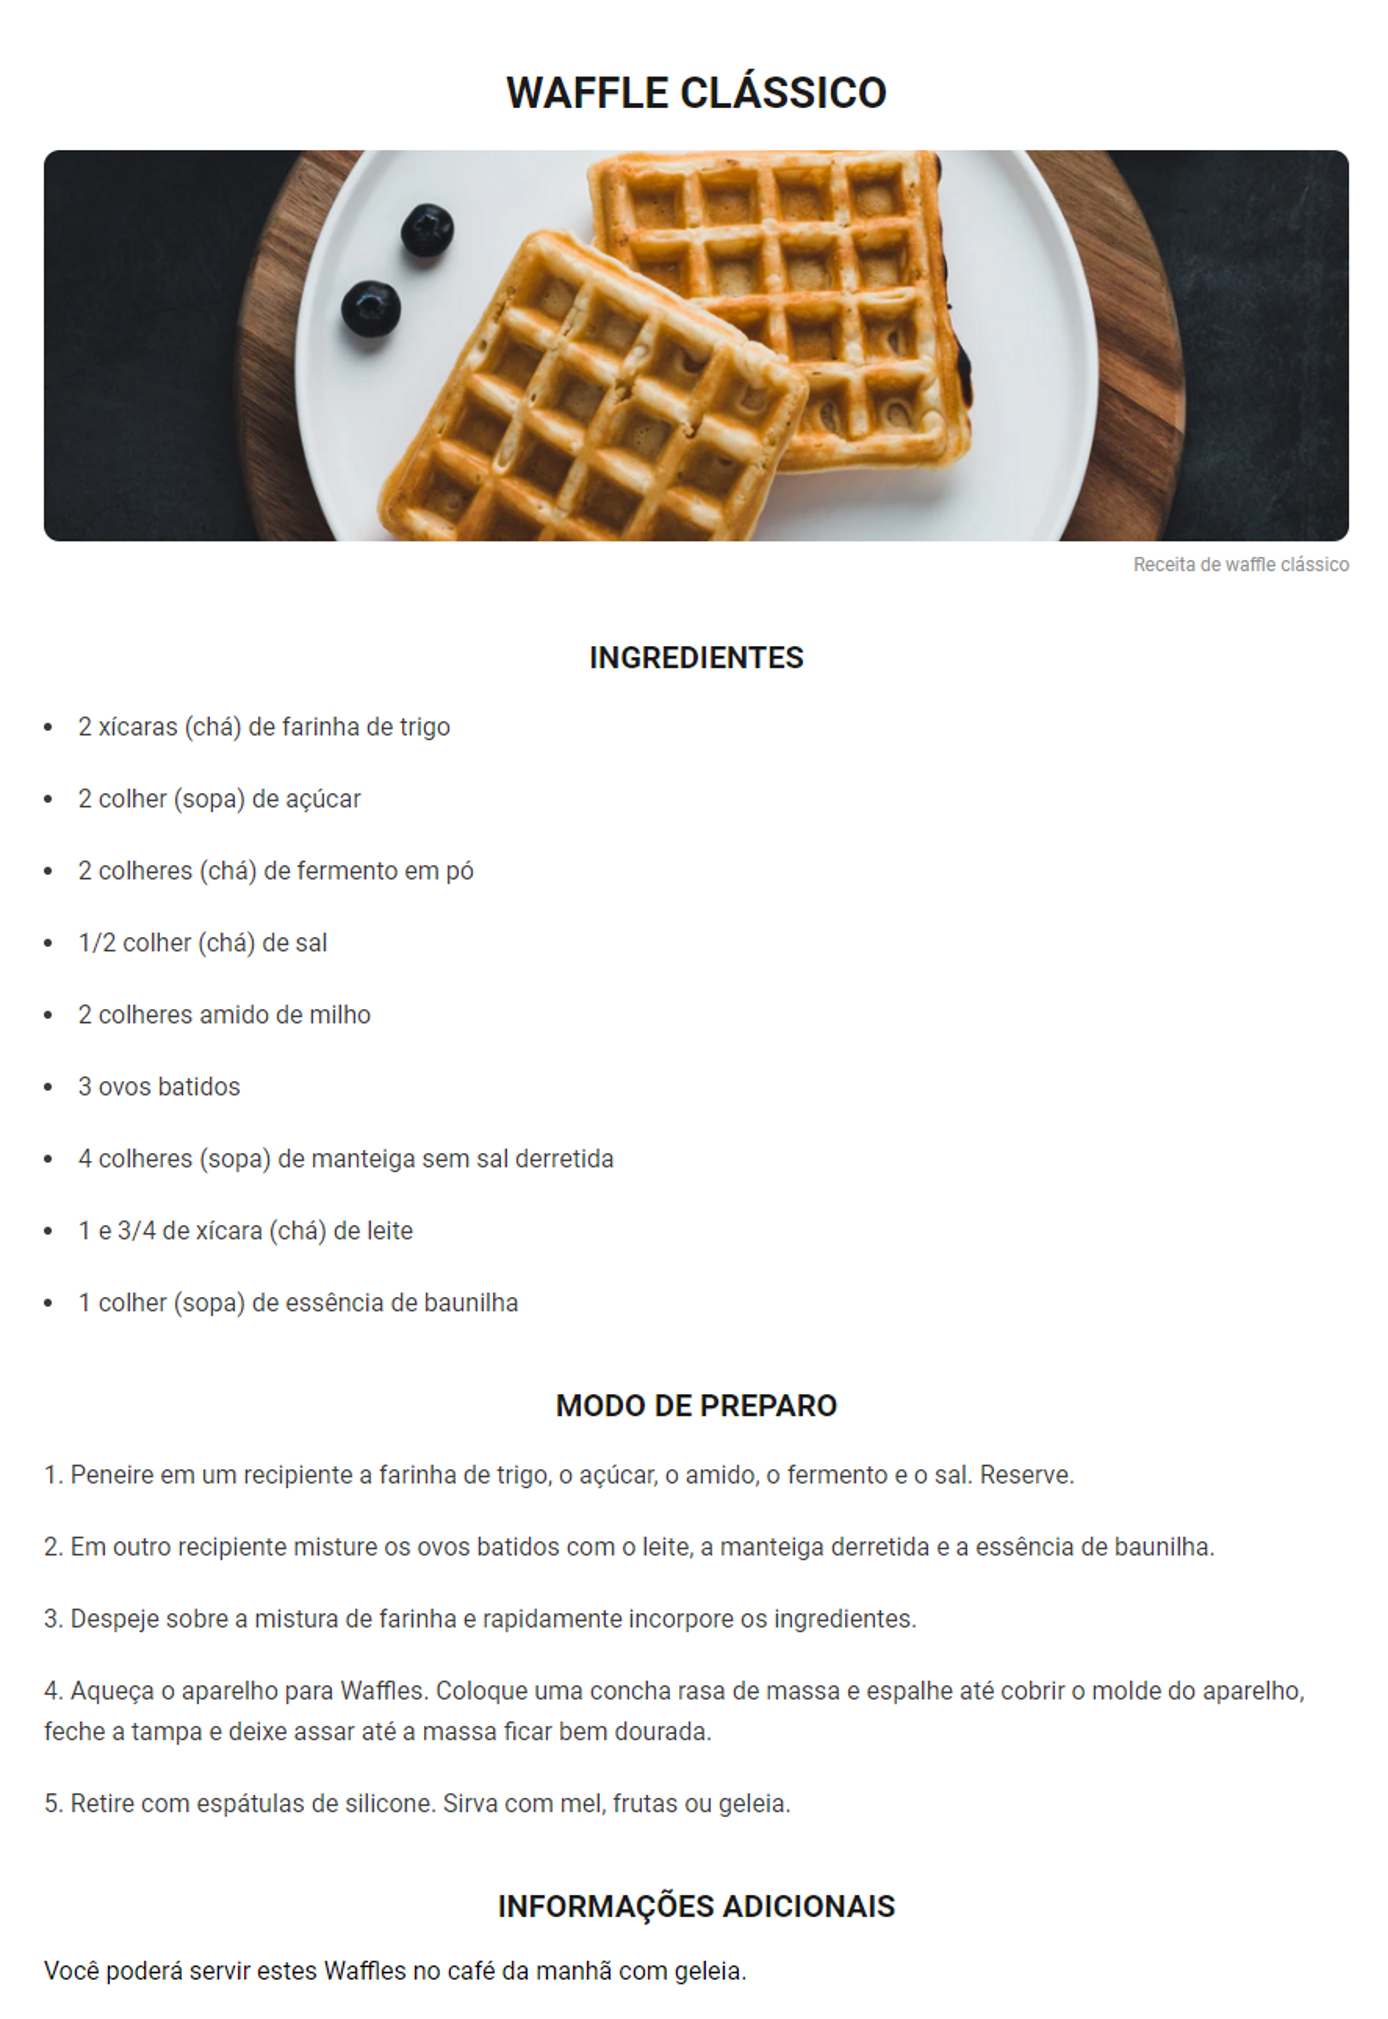 WAFFLE CLÁSSICO
Receita de waffle clássico
INGREDIENTES
• 2 xícaras (chá) de farinha de trigo
• 2 colher (sopa) de açúcar
• 2 colheres (chá) de fermento em pó
• 1/2 colher (chá) de sal
• 2 colheres amido de milho
• 3 ovos batidos
• 4 colheres (sopa) de manteiga sem sal derretida
• 1 e 3/4 de xícara (chá) de leite
• 1 colher (sopa) de essência de baunilha
MODO DE PREPARO
1. Peneire em um recipiente a farinha de trigo, o açúcar, o amido, o fermento e o sal. Reserve.
2. Em outro recipiente misture os ovos batidos com o leite, a manteiga derretida e a essência de baunilha.
3. Despeje sobre a mistura de farinha e rapidamente incorpore os ingredientes.
4. Aqueça o aparelho para Waffles. Coloque uma concha rasa de massa e espalhe até cobrir o molde do aparelho,
feche a tampa e deixe assar até a massa ficar bem dourada.
5. Retire com espátulas de silicone. Sirva com mel, frutas ou geleia.
INFORMAÇÕES ADICIONAIS
Você poderá servir estes Waffles no café da manhã com geleia.